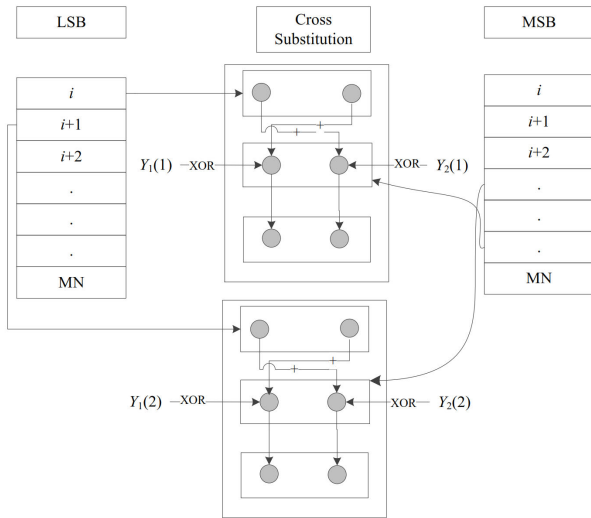 LSB
Cross
Substitution
MSB
i
i+1
i+2
.
.
.
MN
+ +
Y₁(1) XOR
XOR Y₂(1)
i
i+1
i+2
.
.
.
MN
+
+
Y₁(2) XOR
XOR Y₂(2)